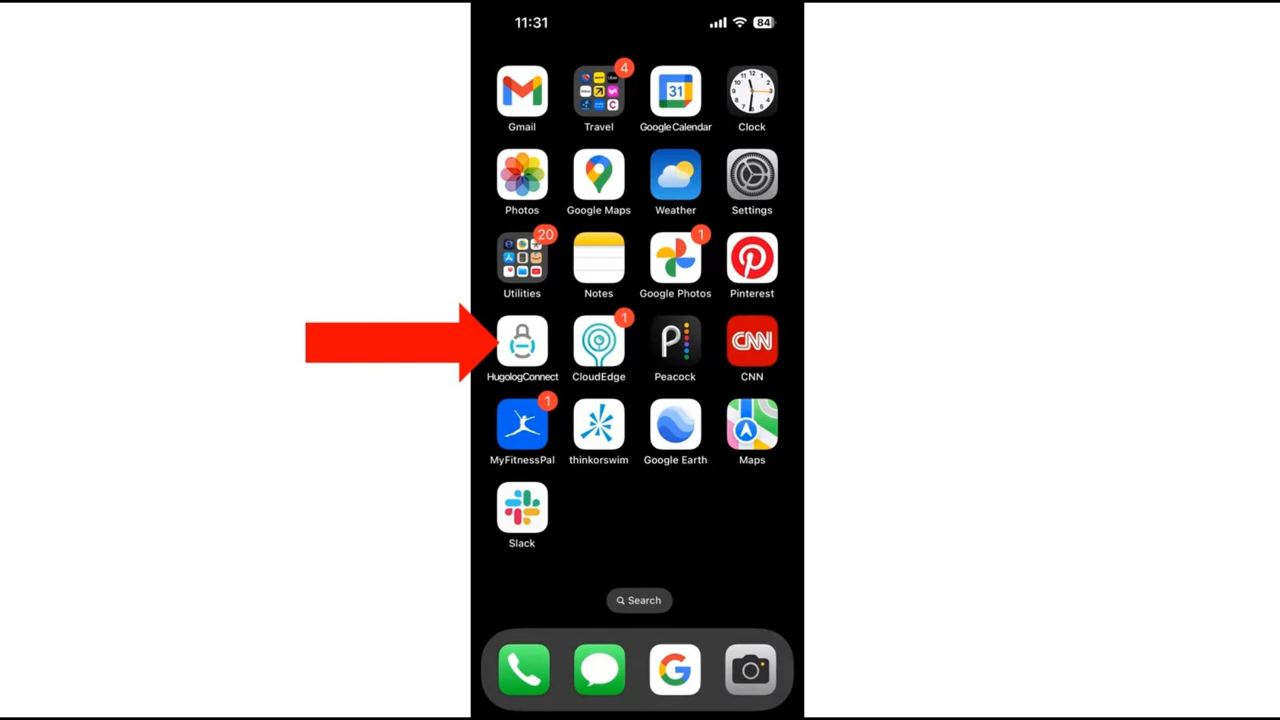 11:31
84
4
31
12
Gmail
Travel
Google Calendar
Clock
Photos
Google Maps
Weather
Settings
20
1
Utilities
Notes
Google Photos
Pinterest
1
P
CNN
HugologConnect
CloudEdge
Peacock
CNN
1
MyFitnessPal
thinkorswim
Google Earth
Maps
Slack
Search
G